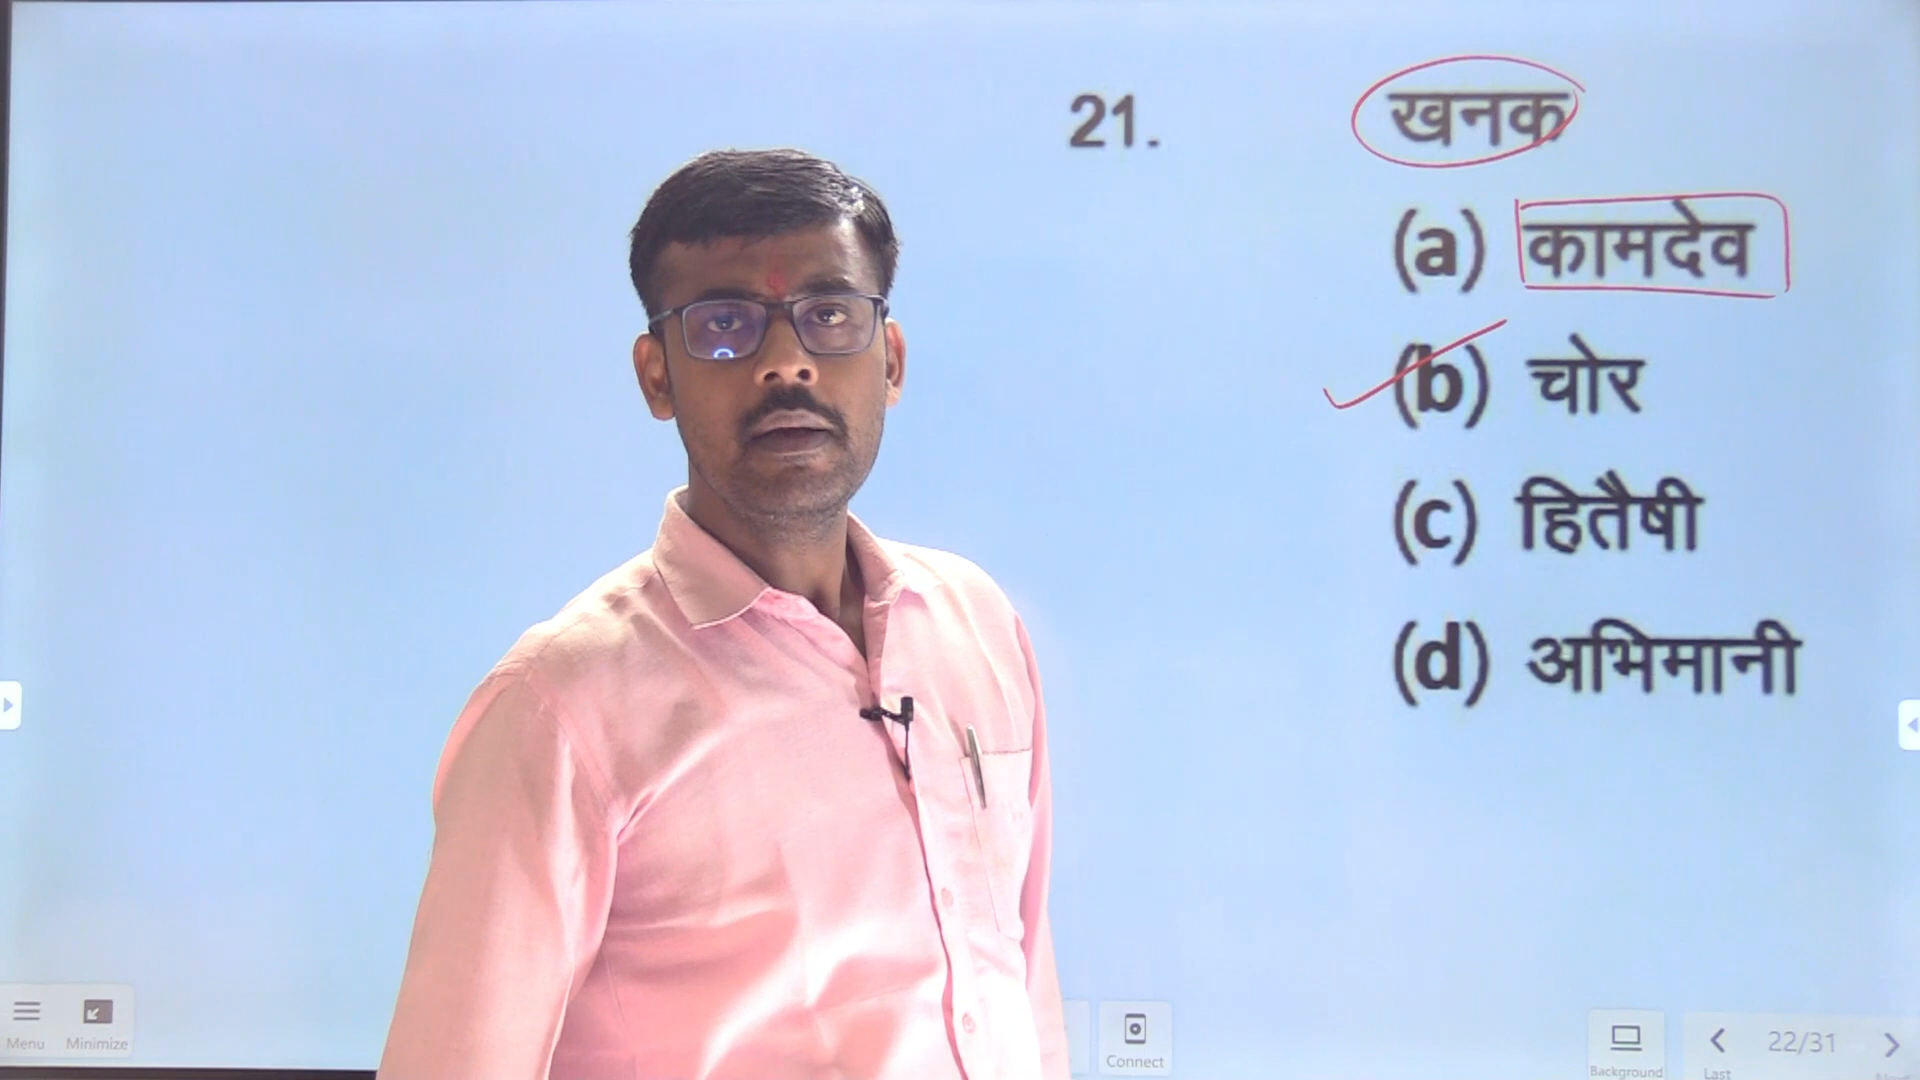 21. खनक
(a) कामदेव
(b) चोर
(c) हितैषी
(d) अभिमानी
Menu Minimize Connect Background Last 22/31